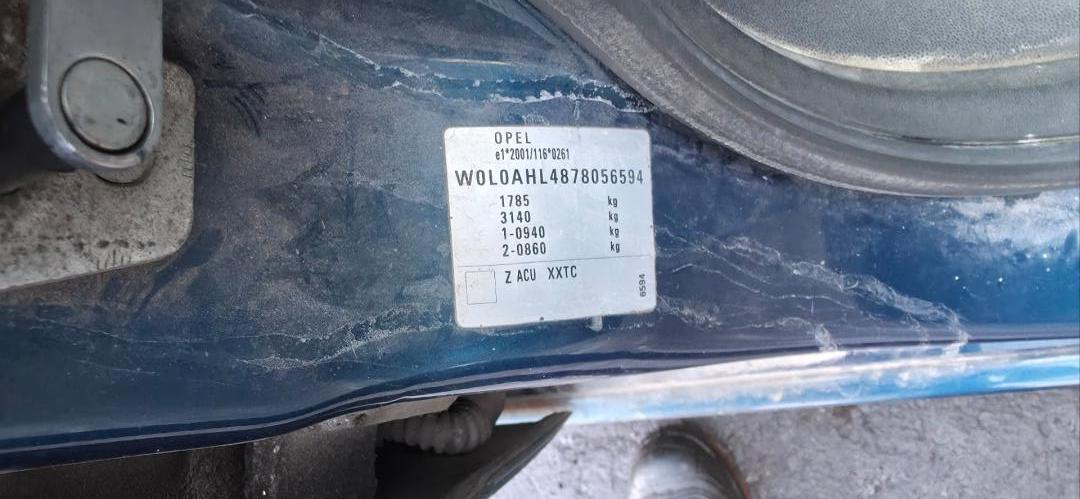 OPEL
e1*2001/116*0261
W0L0AHL4878056594
1785 kg
3140 kg
1-0940 kg
2-0860 kg
Z ACU XXTC
6594